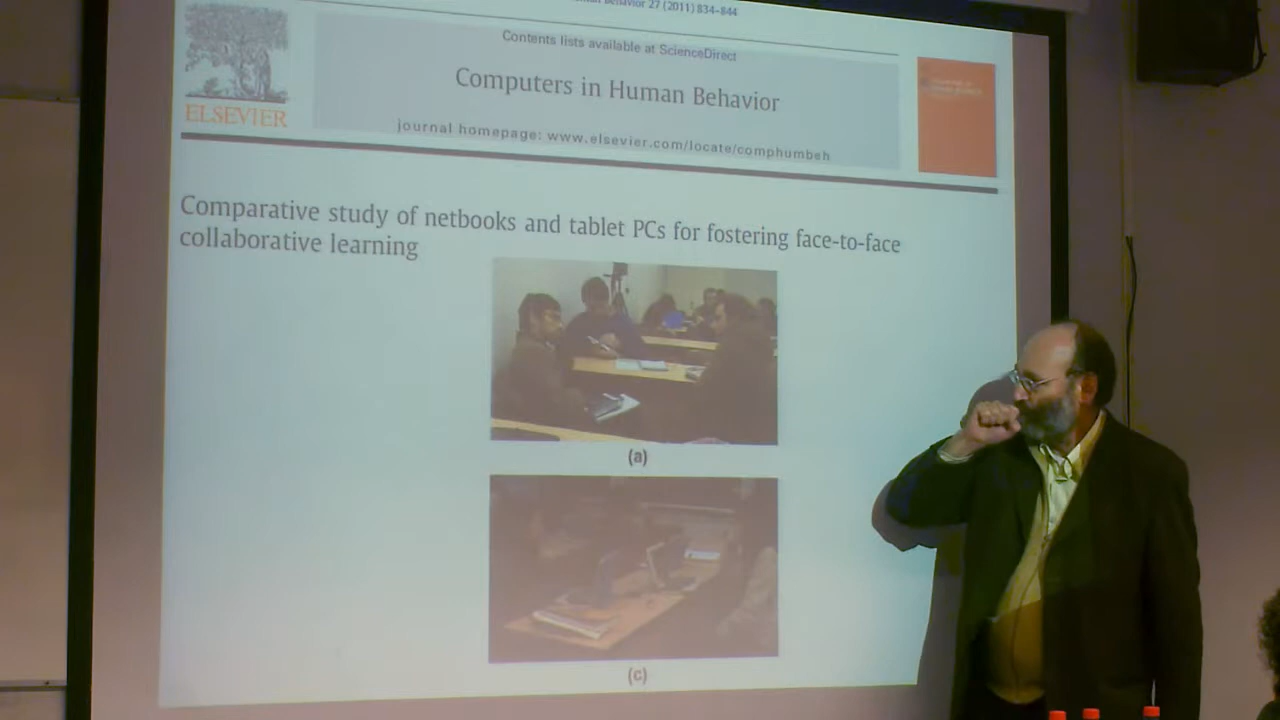 Behavior 27 (2011) 834–844
Contents lists available at ScienceDirect
Computers in Human Behavior
journal homepage: www.elsevier.com/locate/comphumbeh
ELSEVIER
Comparative study of netbooks and tablet PCs for fostering face-to-face
collaborative learning
(a)
(c)